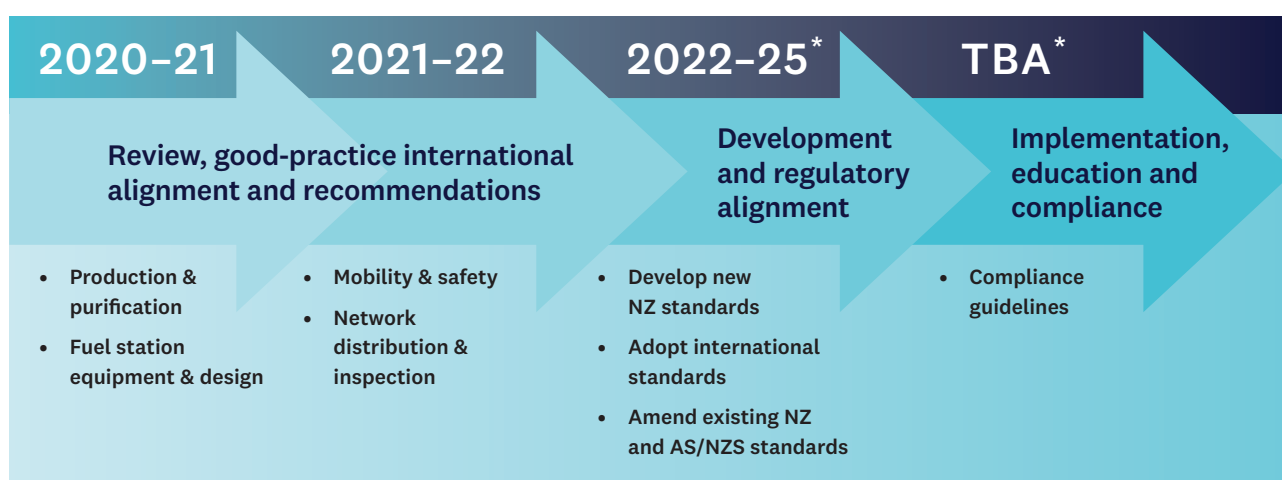 2020–21
2021–22
2022–25*
TBA*
Review, good-practice international
alignment and recommendations
Development
and regulatory
alignment
Implementation,
education and
compliance
• Production &
purification
• Fuel station
equipment & design
• Mobility & safety
• Network
distribution &
inspection
• Develop new
NZ standards
• Adopt international
standards
• Amend existing NZ
and AS/NZS standards
• Compliance
guidelines